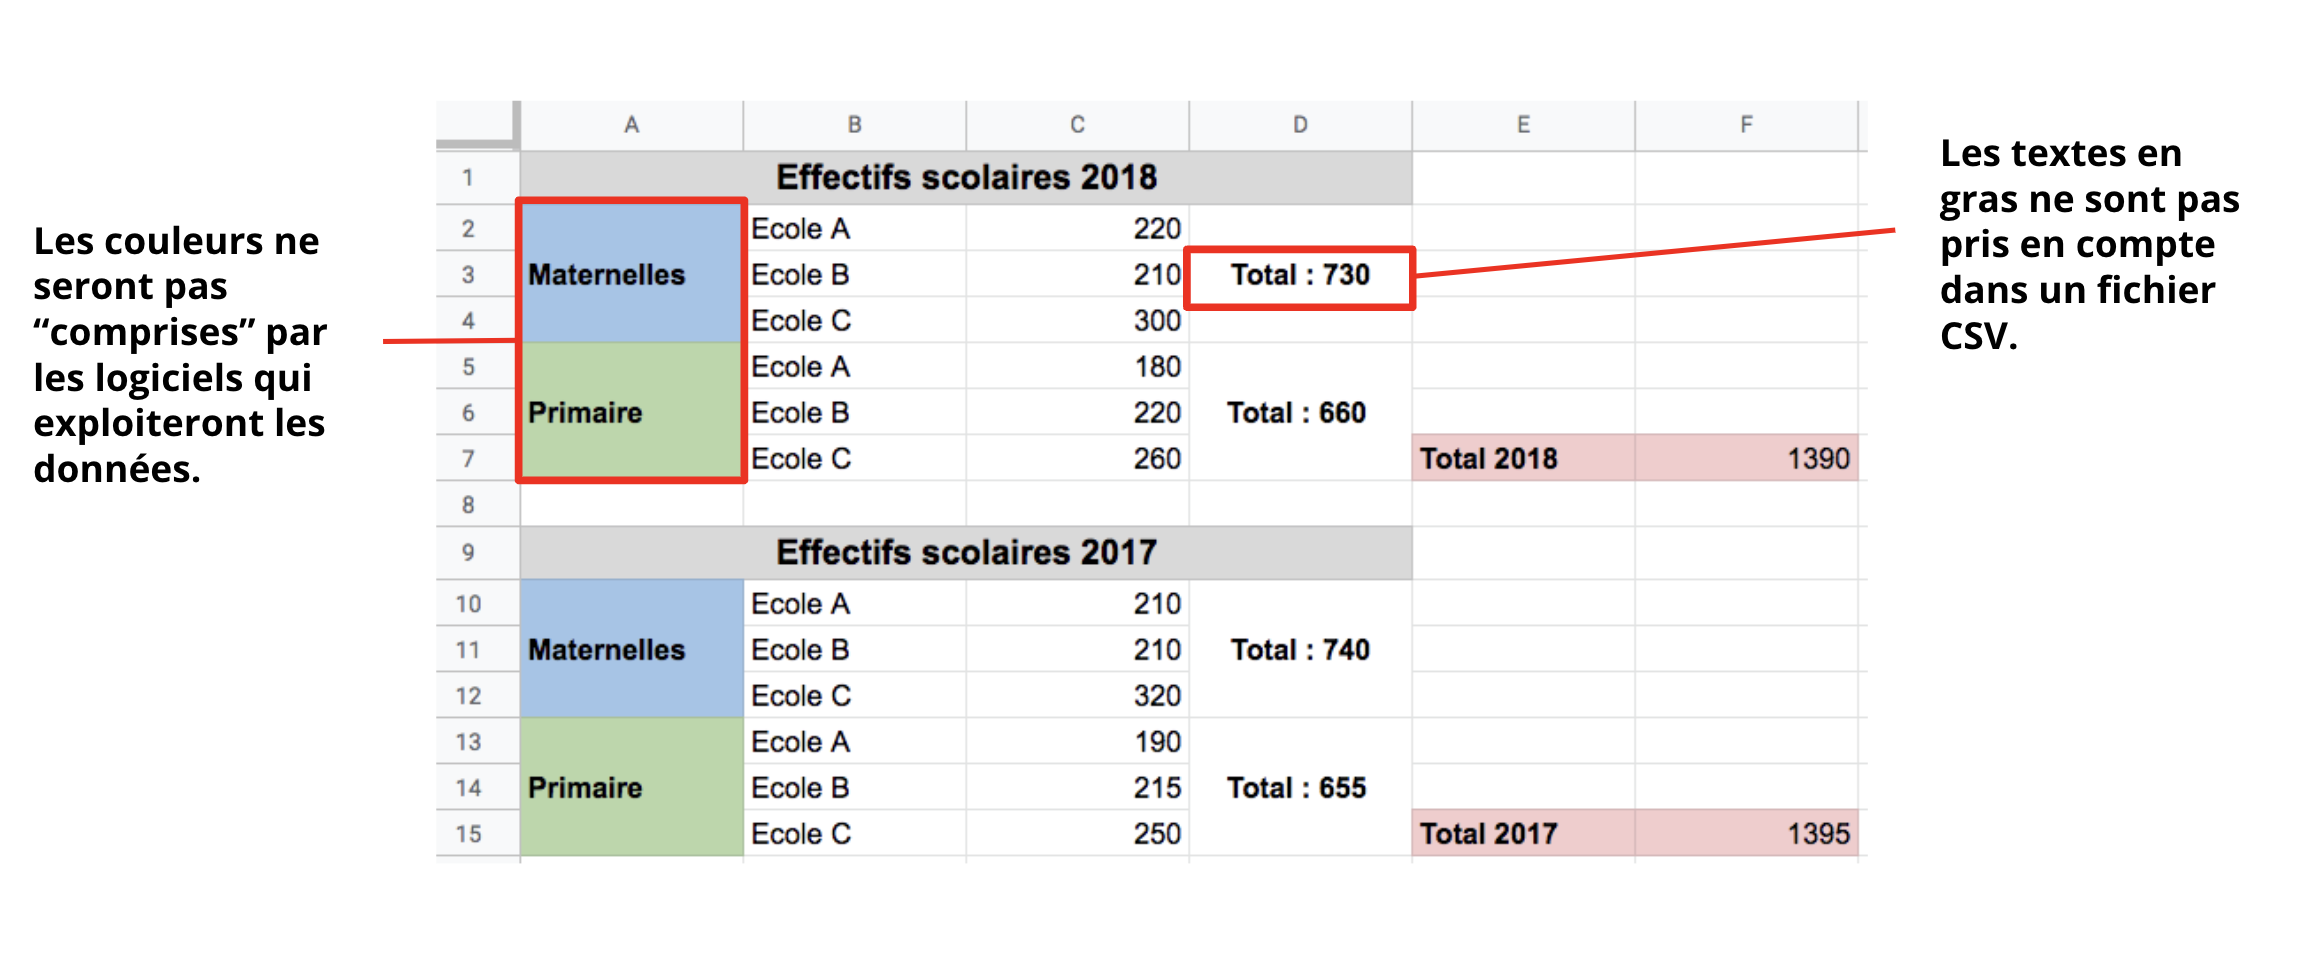 Les couleurs ne
seront pas
“comprises” par
les logiciels qui
exploiteront les
données.
A B C D E F
1 Effectifs scolaires 2018
2 Ecole A 220
3 Maternelles Ecole B 210 Total : 730
4 Ecole C 300
5 Ecole A 180
6 Primaire Ecole B 220 Total : 660
7 Ecole C 260 Total 2018 1390
8
9 Effectifs scolaires 2017
10 Ecole A 210
11 Maternelles Ecole B 210 Total : 740
12 Ecole C 320
13 Ecole A 190
14 Primaire Ecole B 215 Total : 655
15 Ecole C 250 Total 2017 1395
Les textes en
gras ne sont pas
pris en compte
dans un fichier
CSV.